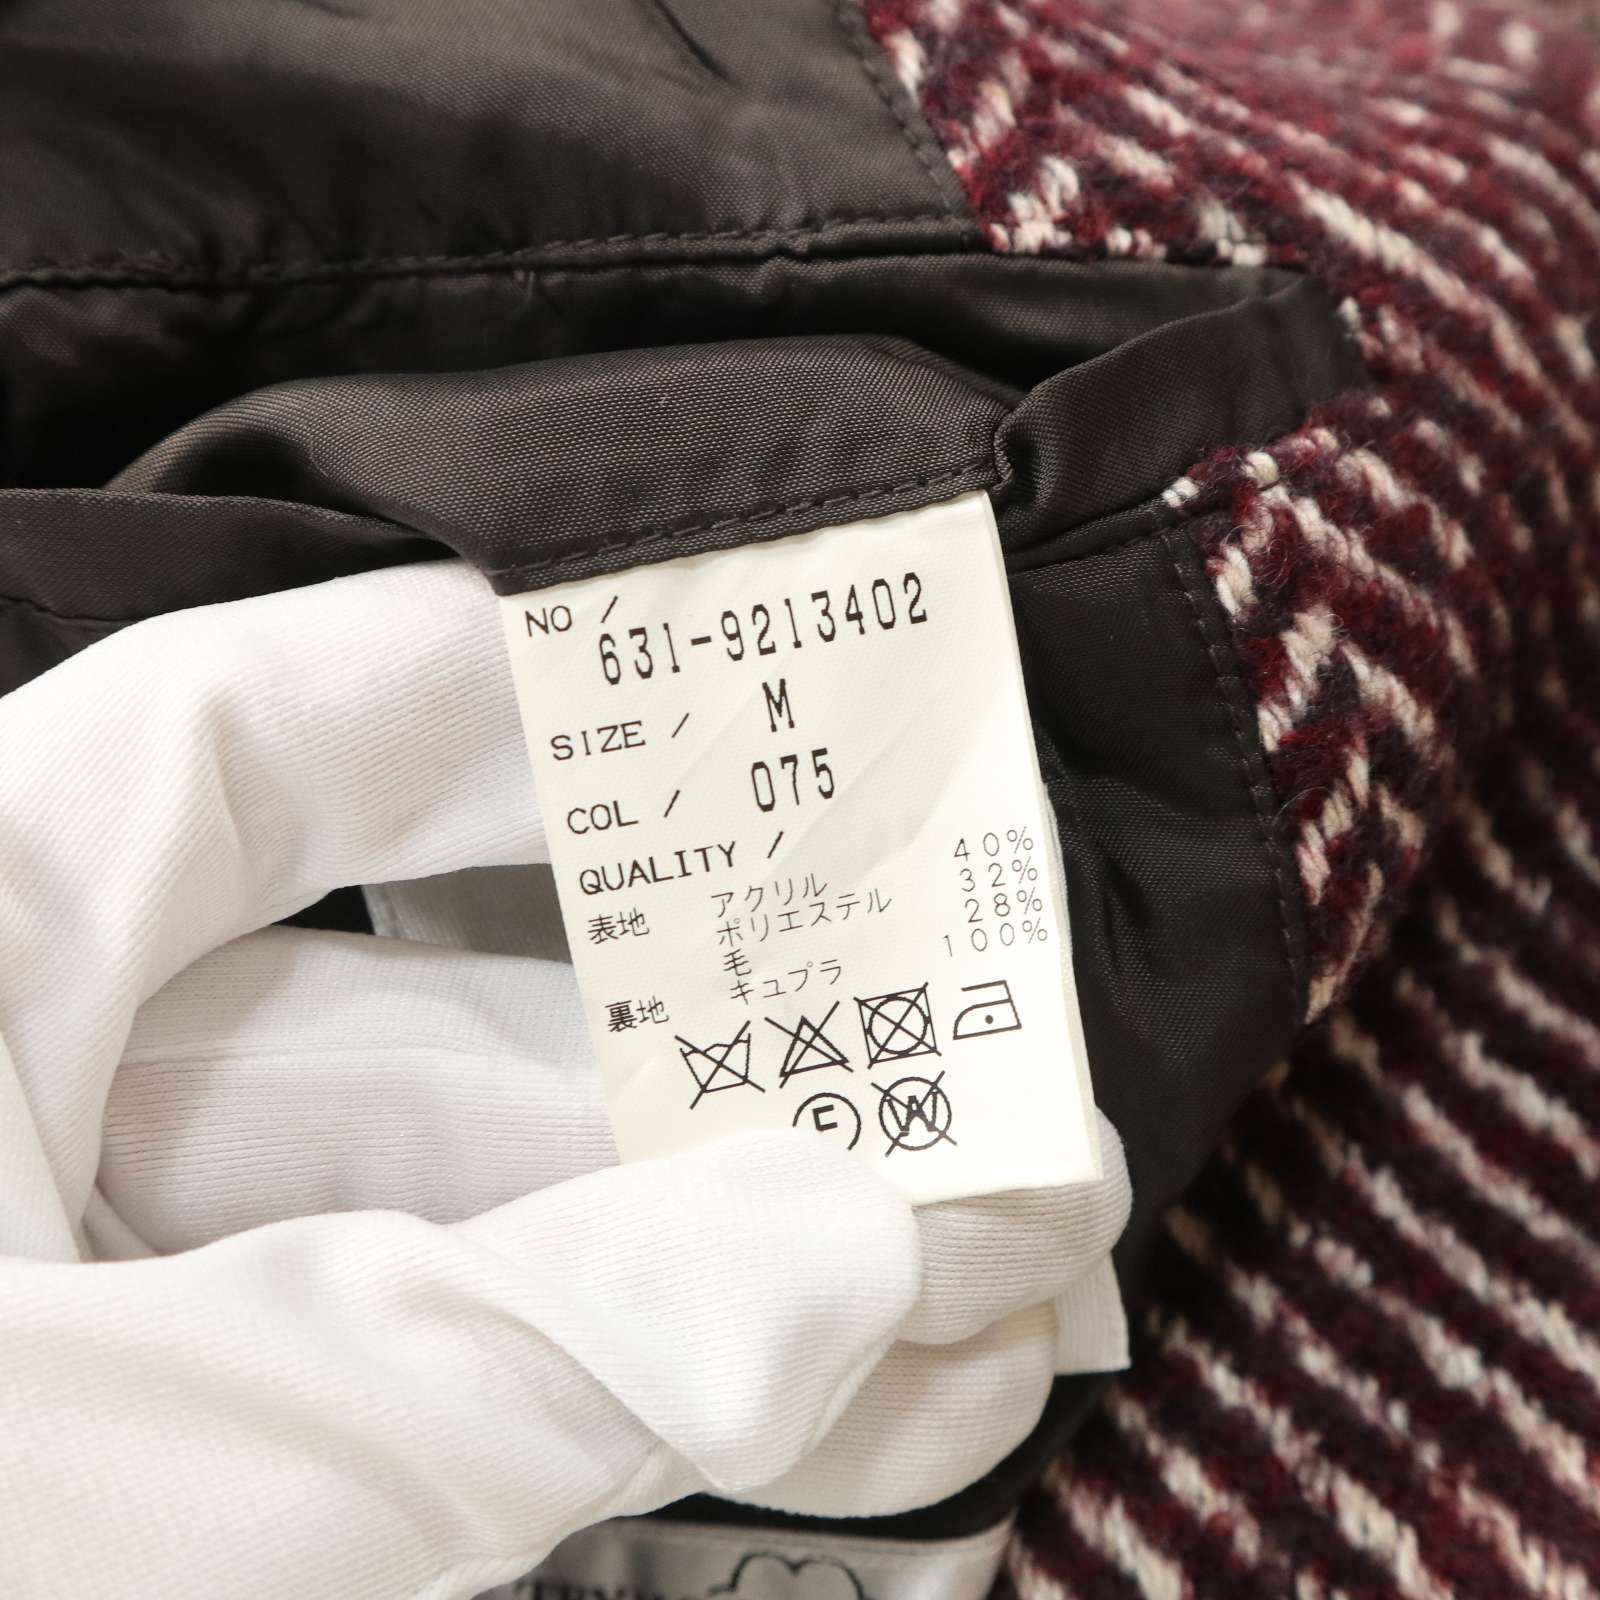 NO / 631-9213402
SIZE / M
COL / 075
QUALITY /
表地 アクリル 40%
ポリエステル 32%
毛 28%
裏地 キュプラ 100%
F W